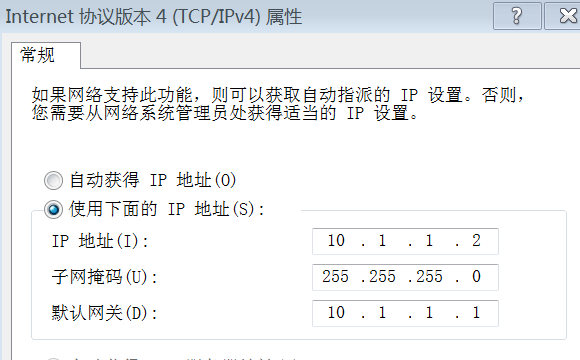 Internet 协议版本 4 (TCP/IPv4) 属性
常规
如果网络支持此功能，则可以获取自动指派的 IP 设置。否则，
您需要从网络系统管理员处获得适当的 IP 设置。
自动获得 IP 地址(O)
使用下面的 IP 地址(S):
IP 地址(I): 10 . 1 . 1 . 2
子网掩码(U): 255 .255 .255 . 0
默认网关(D): 10 . 1 . 1 . 1